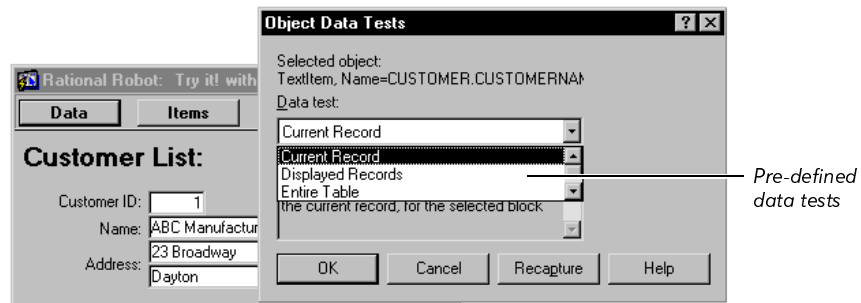 Object Data Tests
Selected object:
TextItem, Name=CUSTOMER.CUSTOMERNAM
Data test:
Current Record
Current Record
Displayed Records
Entire Table
the current record, for the selected block
OK
Cancel
Recapture
Help
Rational Robot: Try it! with
Data
Items
Customer List:
Customer ID: 1
Name: ABC Manufactur
Address: 23 Broadway
Dayton
Pre-defined
data tests